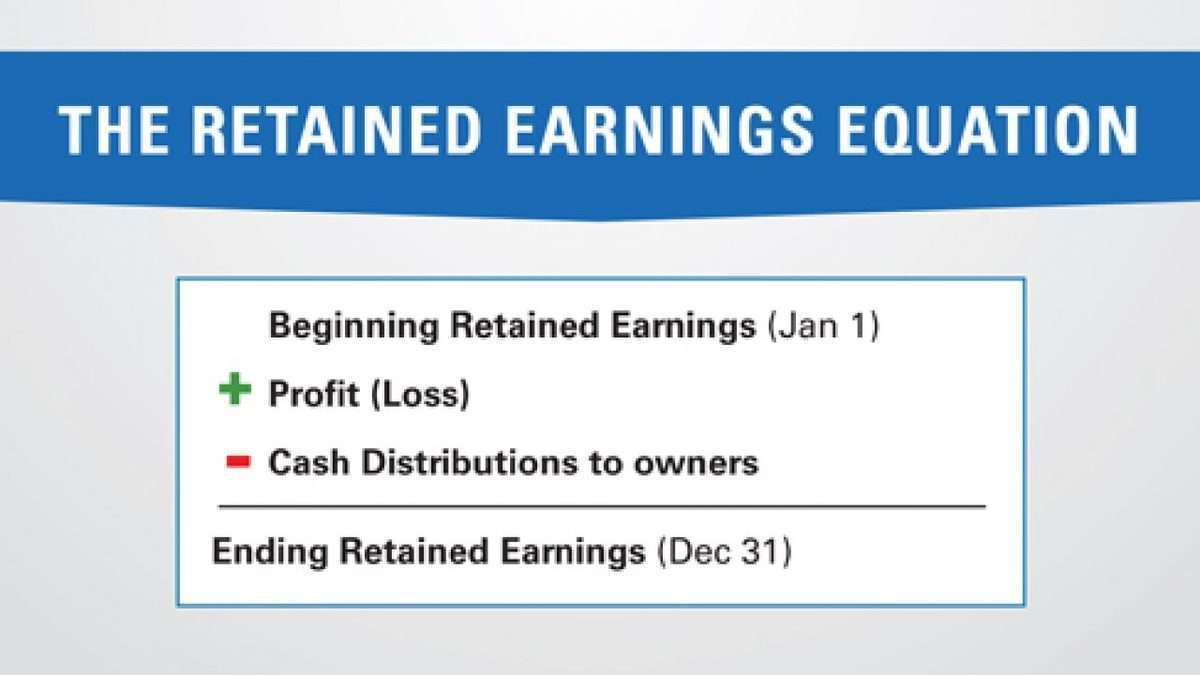 THE RETAINED EARNINGS EQUATION
Beginning Retained Earnings (Jan 1)
+ Profit (Loss)
- Cash Distributions to owners
Ending Retained Earnings (Dec 31)